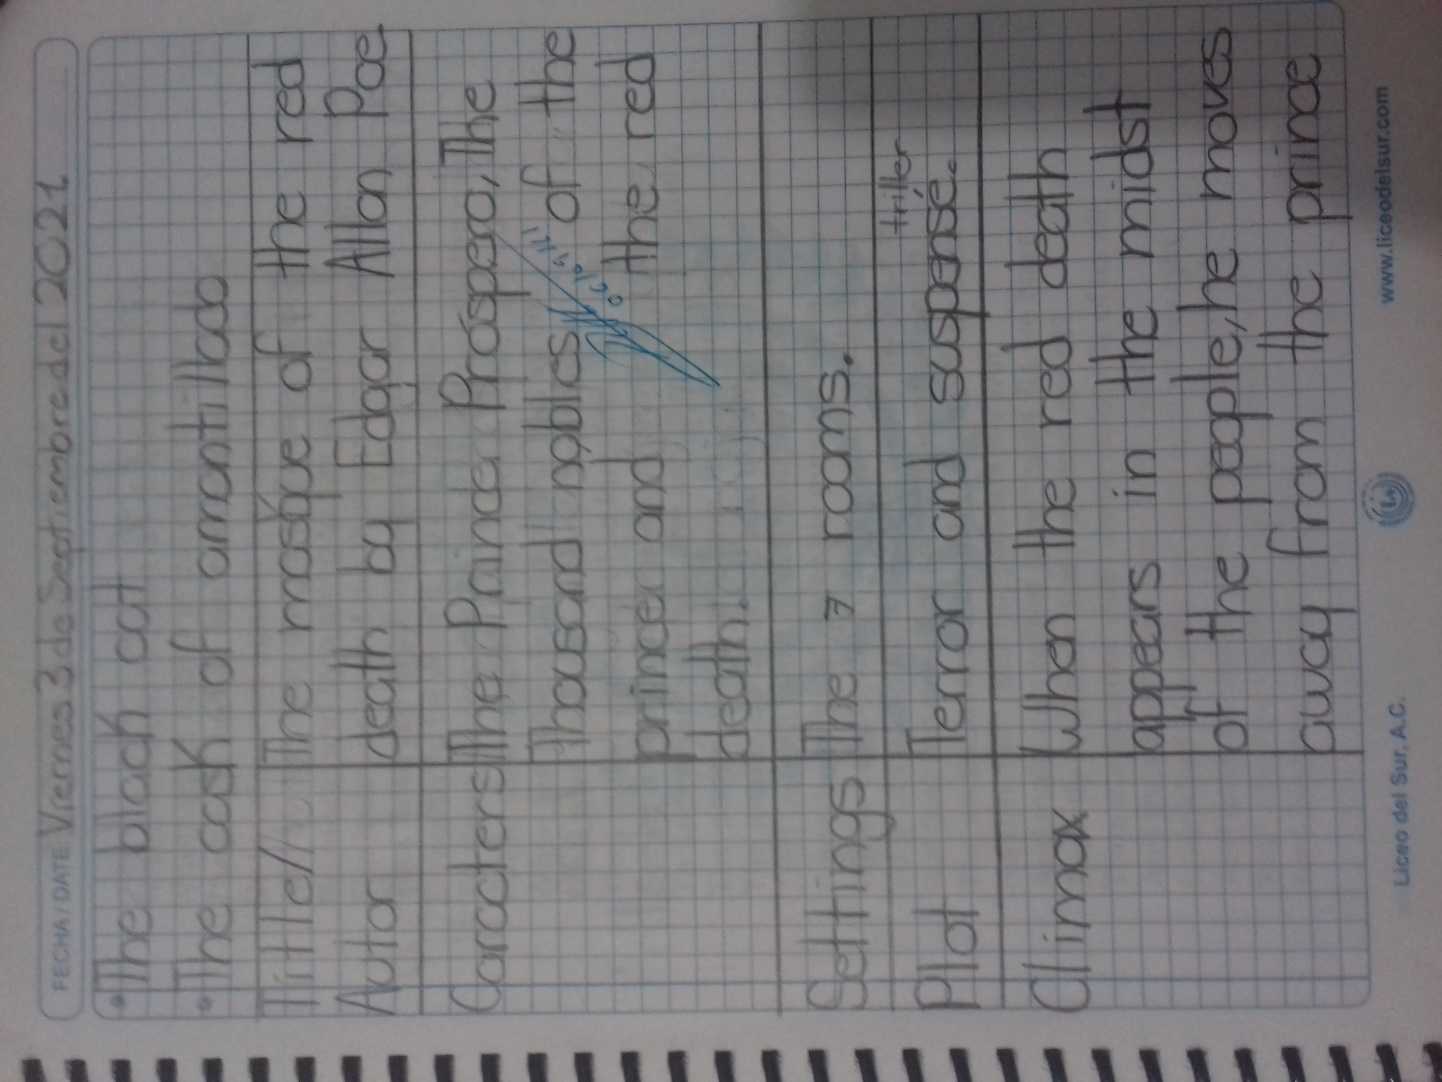 FECHA / DATE Viernes 3 de Septiembre del 2021
• The black cat
• The cask of amontillado
Tittle/ The masque of the red
Autor death by Edgar Allan Poe
Caracters The Prince Prospero, The
Thousand nobles of the
prince and the red
death.
Settings The 7 rooms.
triller
Plot Terror and suspense.
Climax When the red death
appears in the midst
of the people, he moves
away from the prince
Liceo del Sur, A.C. www.liceodelsur.com